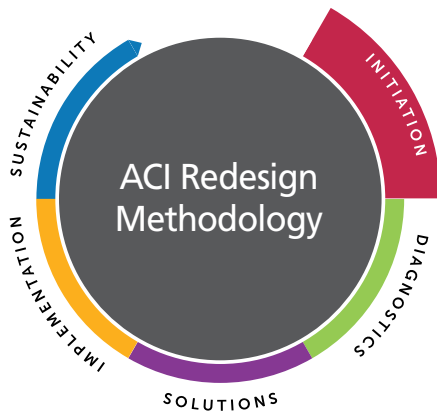 ACI Redesign
Methodology
INITIATION
DIAGNOSTICS
SOLUTIONS
IMPLEMENTATION
SUSTAINABILITY